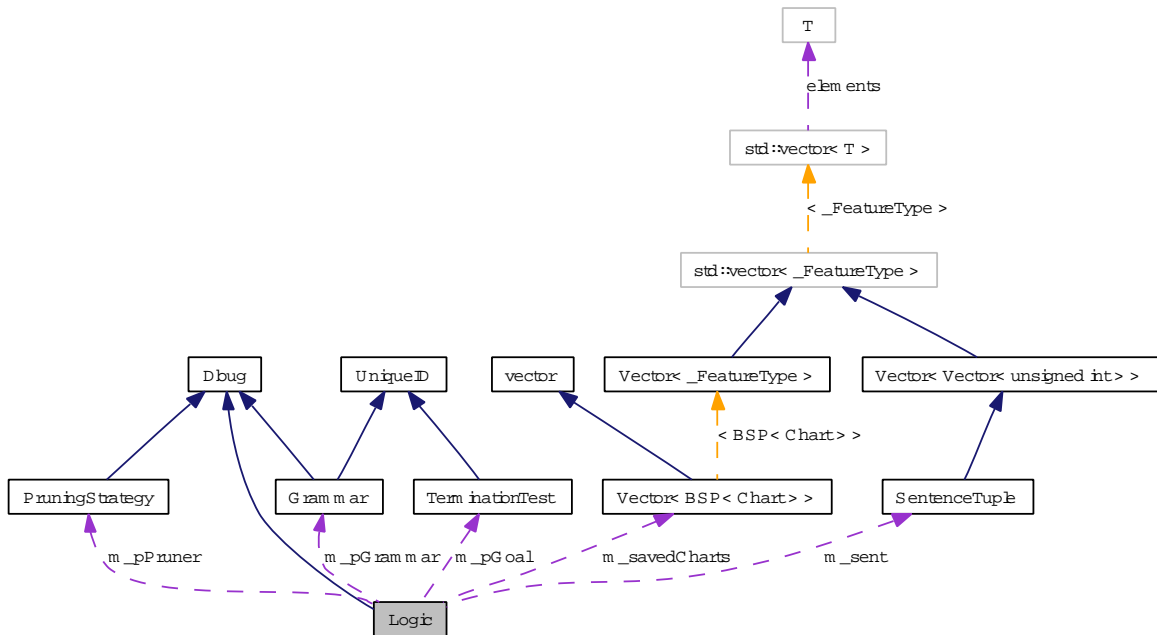 T
elements
std::vector< T >
< _FeatureType >
std::vector< _FeatureType >
Dbug
UniqueID
vector
Vector< _FeatureType >
Vector< Vector< unsigned int > >
< BSP< Chart > >
PruningStrategy
Grammar
TerminationTest
Vector< BSP< Chart > >
SentenceTuple
m_pPruner
m_pGrammar
m_pGoal
m_savedCharts
m_sent
Logic